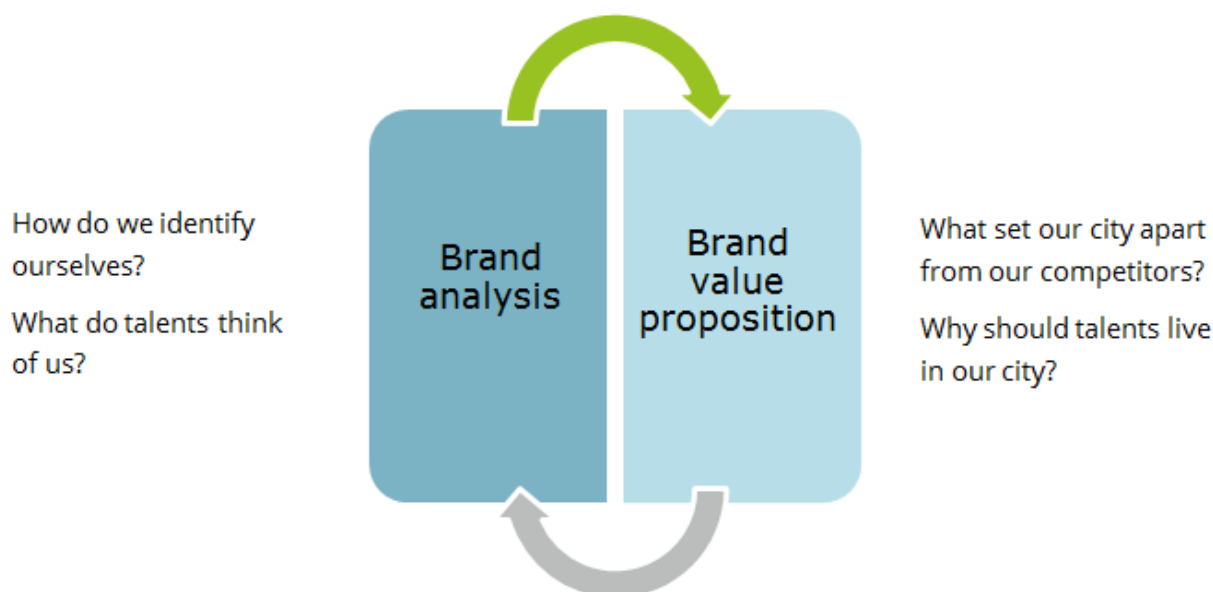 How do we identify
ourselves?
What do talents think
of us?
Brand
analysis
Brand
value
proposition
What set our city apart
from our competitors?
Why should talents live
in our city?